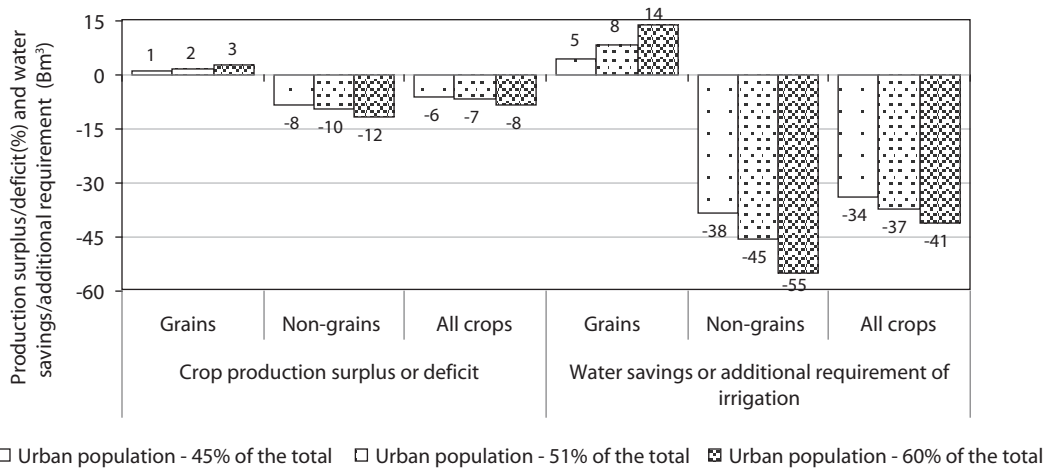 Production surplus/deficit(%) and water
savings/additional requirement (Bm³)
15
0
-15
-30
-45
-60
1
2
3
-8
-10
-12
-6
-7
-8
5
8
14
-38
-45
-55
-34
-37
-41
Grains
Non-grains
All crops
Grains
Non-grains
All crops
Crop production surplus or deficit
Water savings or additional requirement of
irrigation
Urban population - 45% of the total
Urban population - 51% of the total
Urban population - 60% of the total